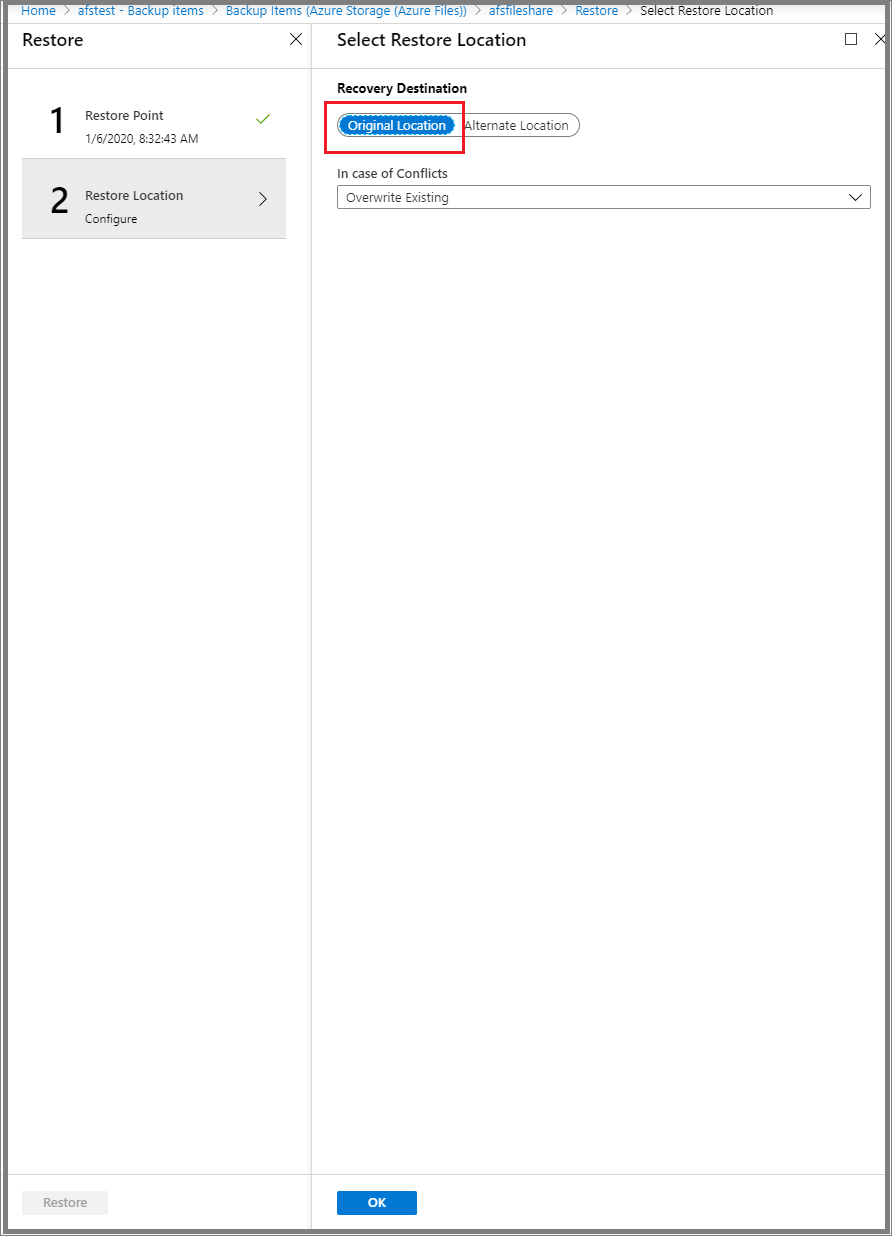 Home > afstest - Backup items > Backup Items (Azure Storage (Azure Files)) > afsfileshare > Restore > Select Restore Location
Restore
1
Restore Point
1/6/2020, 8:32:43 AM
2
Restore Location
Configure
Restore
Select Restore Location
Recovery Destination
Original Location Alternate Location
In case of Conflicts
Overwrite Existing
OK